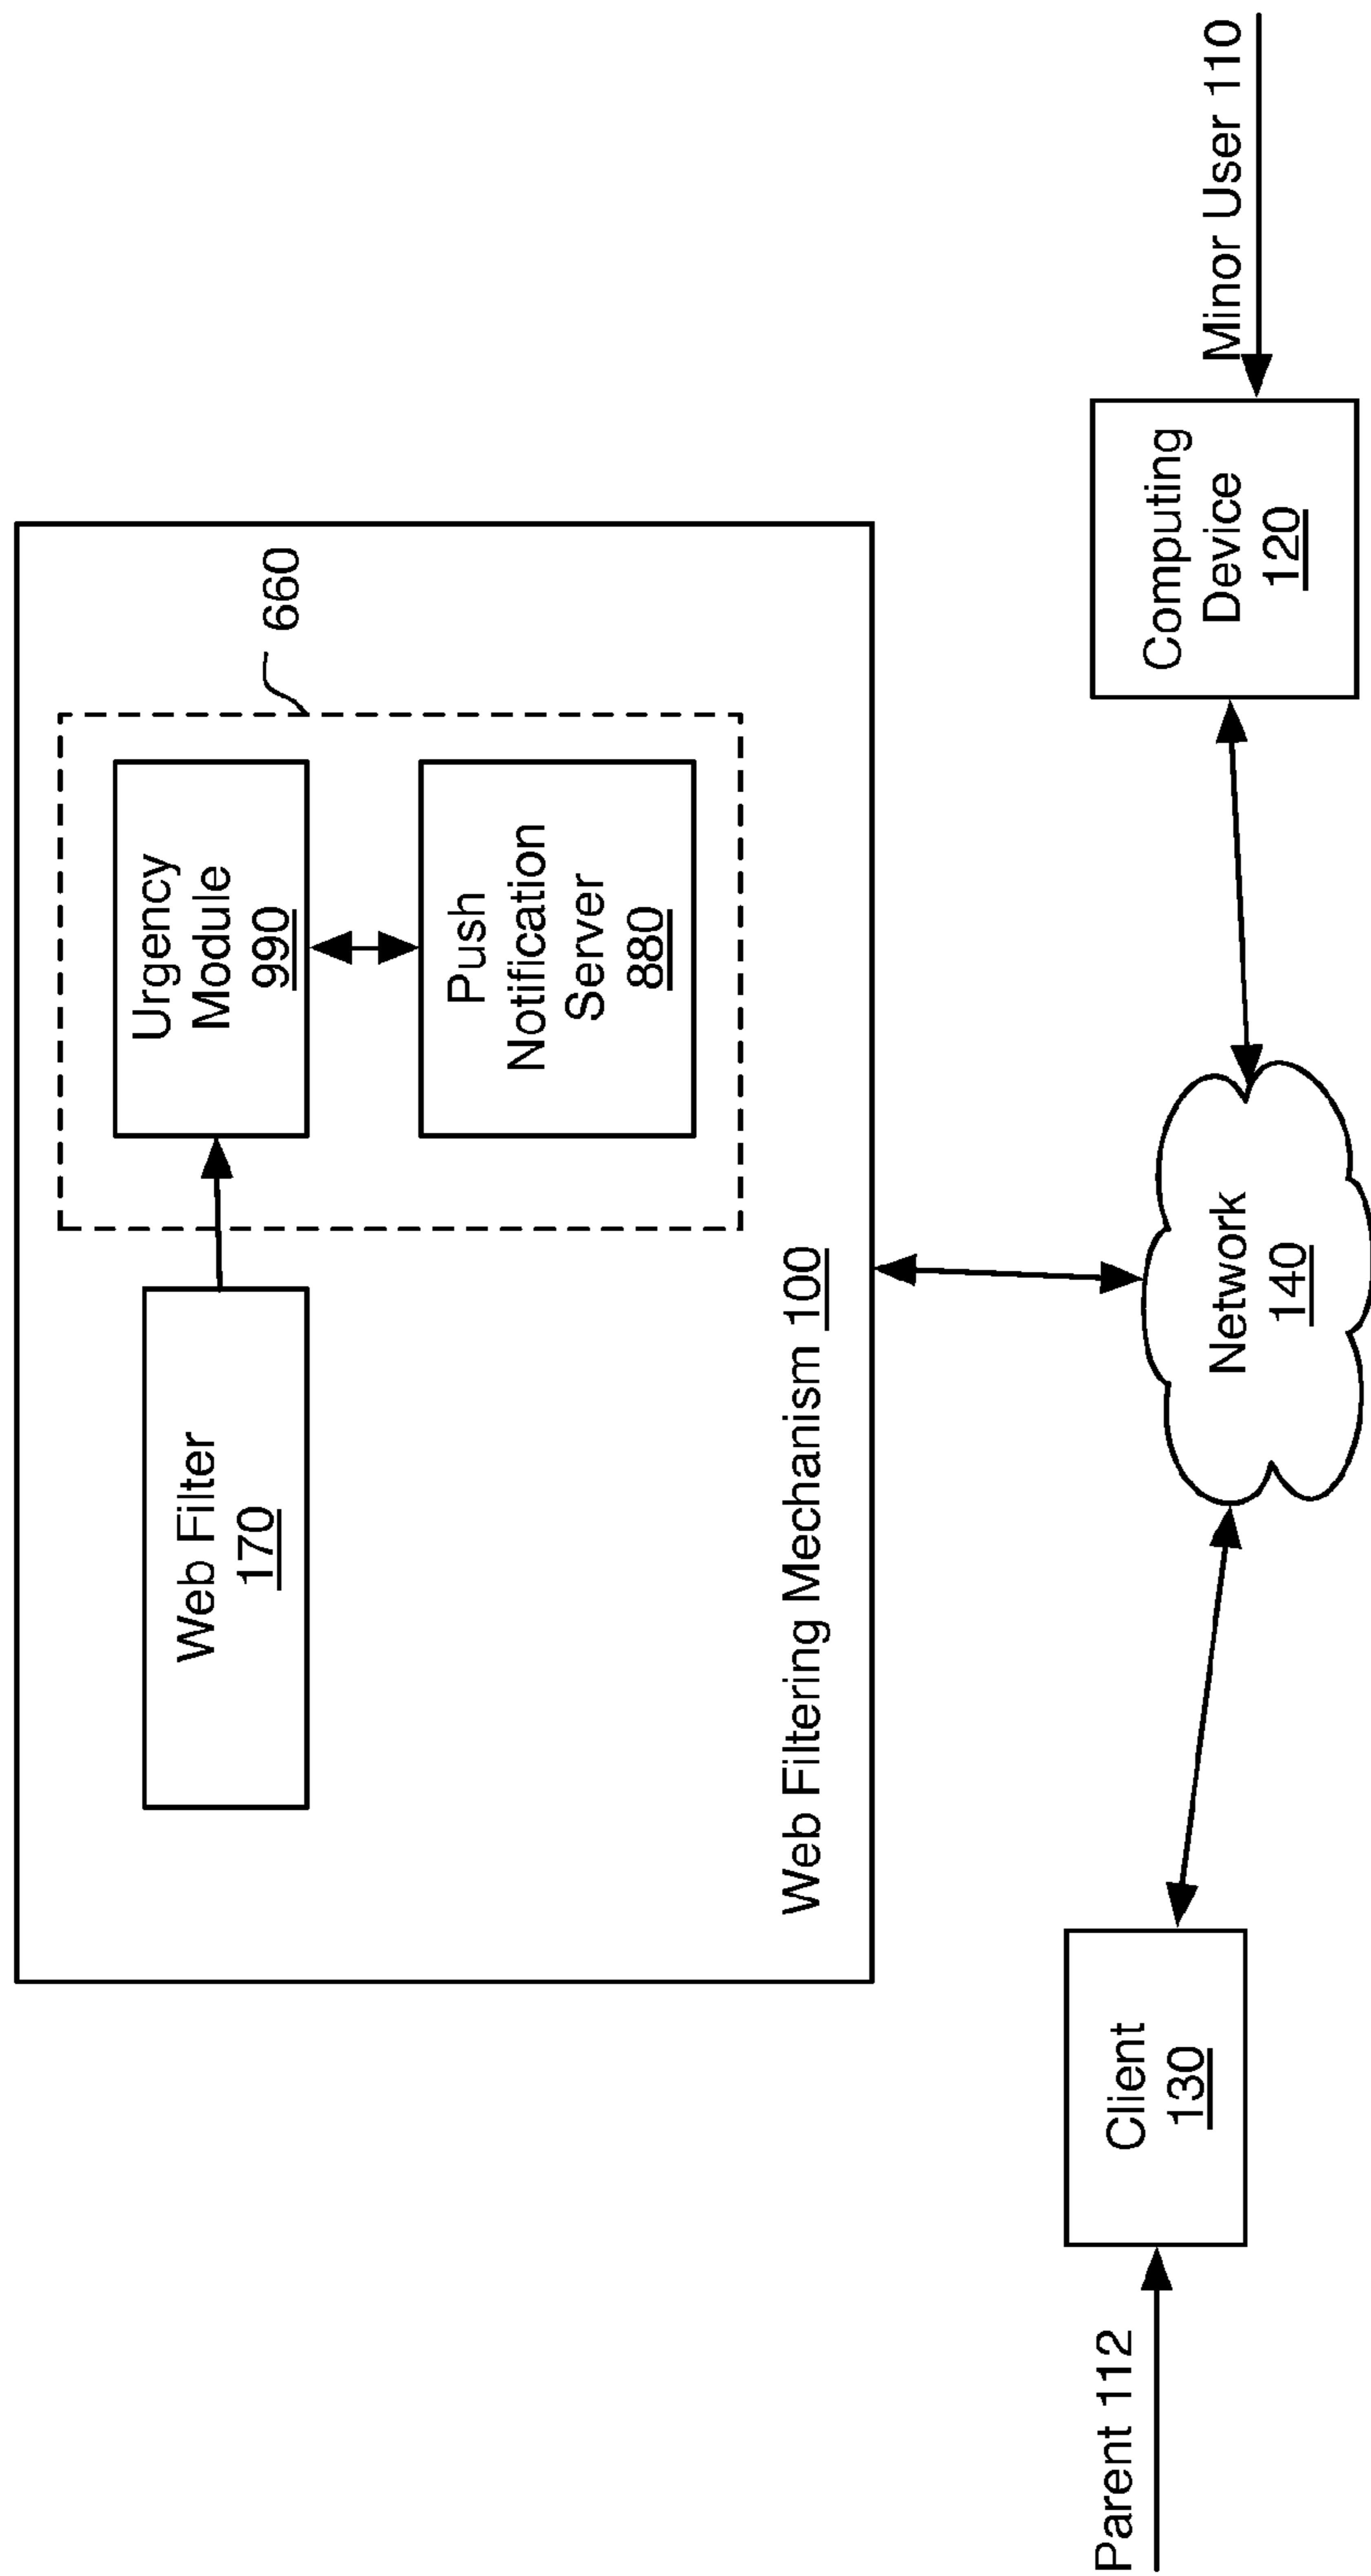 660
Web Filter
170
Urgency
Module
990
Push
Notification
Server
880
Web Filtering Mechanism 100
Parent 112
Client
130
Network
140
Computing
Device
120
Minor User 110